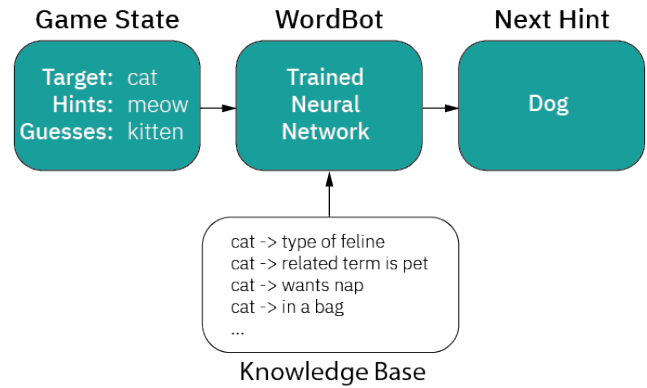 Game State
Target: cat
Hints: meow
Guesses: kitten
WordBot
Trained
Neural
Network
Next Hint
Dog
cat -> type of feline
cat -> related term is pet
cat -> wants nap
cat -> in a bag
...
Knowledge Base